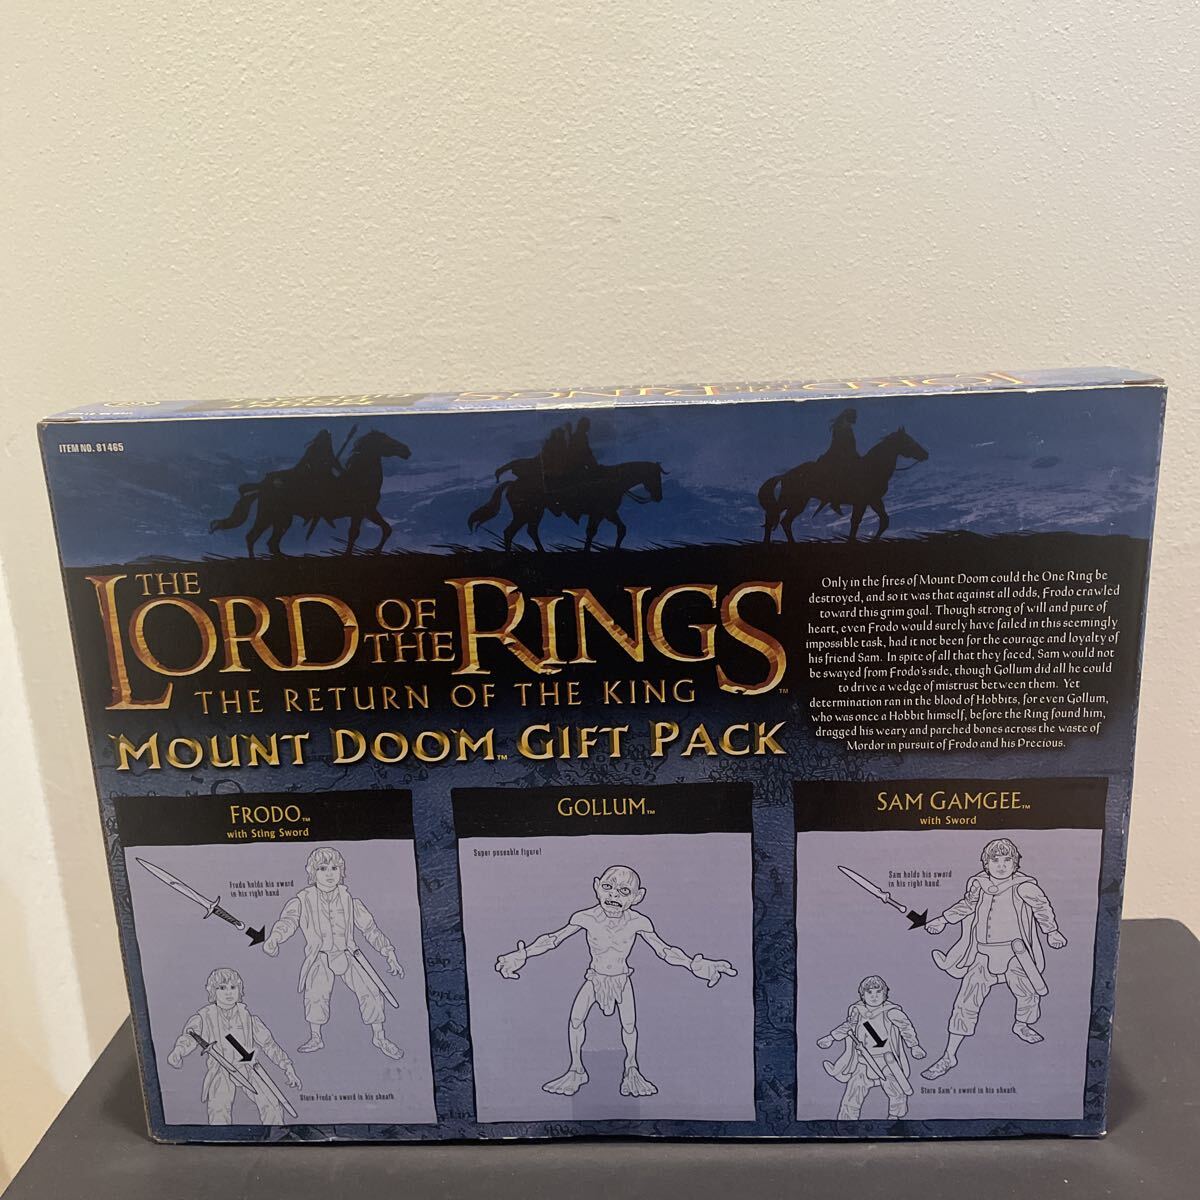 ITEM NO. 81465
THE
LORD OF THE RINGS™
THE RETURN OF THE KING
MOUNT DOOM™ GIFT PACK
Only in the fires of Mount Doom could the One Ring be
destroyed, and so it was that against all odds, Frodo crawled
toward this grim goal. Though strong of will and pure of
heart, even Frodo would surely have failed in this seemingly
impossible task, had it not been for the courage and loyalty of
his friend Sam. In spite of all that they faced, Sam would not
be swayed from Frodo's side, though Gollum did all he could
to drive a wedge of mistrust between them. Yet
determination ran in the blood of Hobbits, for even Gollum,
who was once a Hobbit himself, before the Ring found him,
dragged his weary and parched bones across the waste of
Mordor in pursuit of Frodo and his Precious.
FRODO™
with Sting Sword
Frodo holds his sword
in his right hand.
Store Frodo's sword in his sheath.
GOLLUM™
Super poseable figure!
SAM GAMGEE™
with Sword
Sam holds his sword
in his right hand.
Store Sam's sword in his sheath.